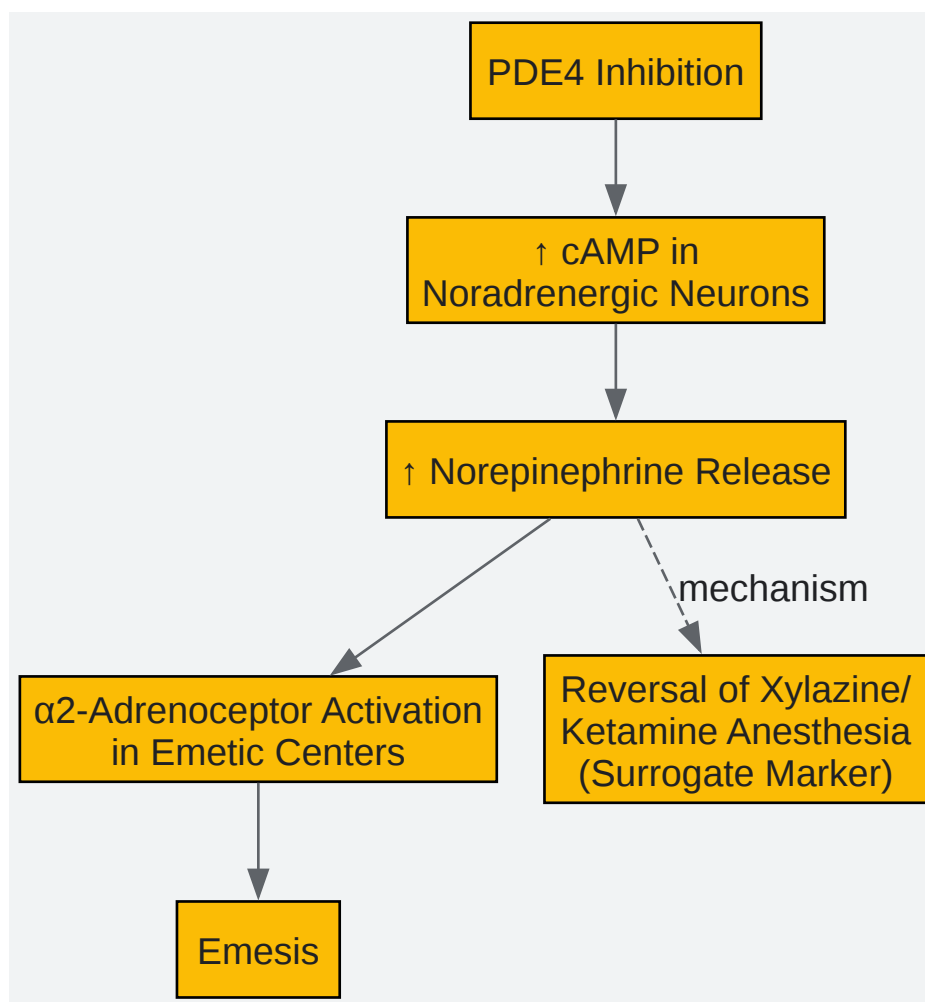 PDE4 Inhibition
↑ cAMP in
Noradrenergic Neurons
↑ Norepinephrine Release
mechanism
α2-Adrenoceptor Activation
in Emetic Centers
Reversal of Xylazine/
Ketamine Anesthesia
(Surrogate Marker)
Emesis